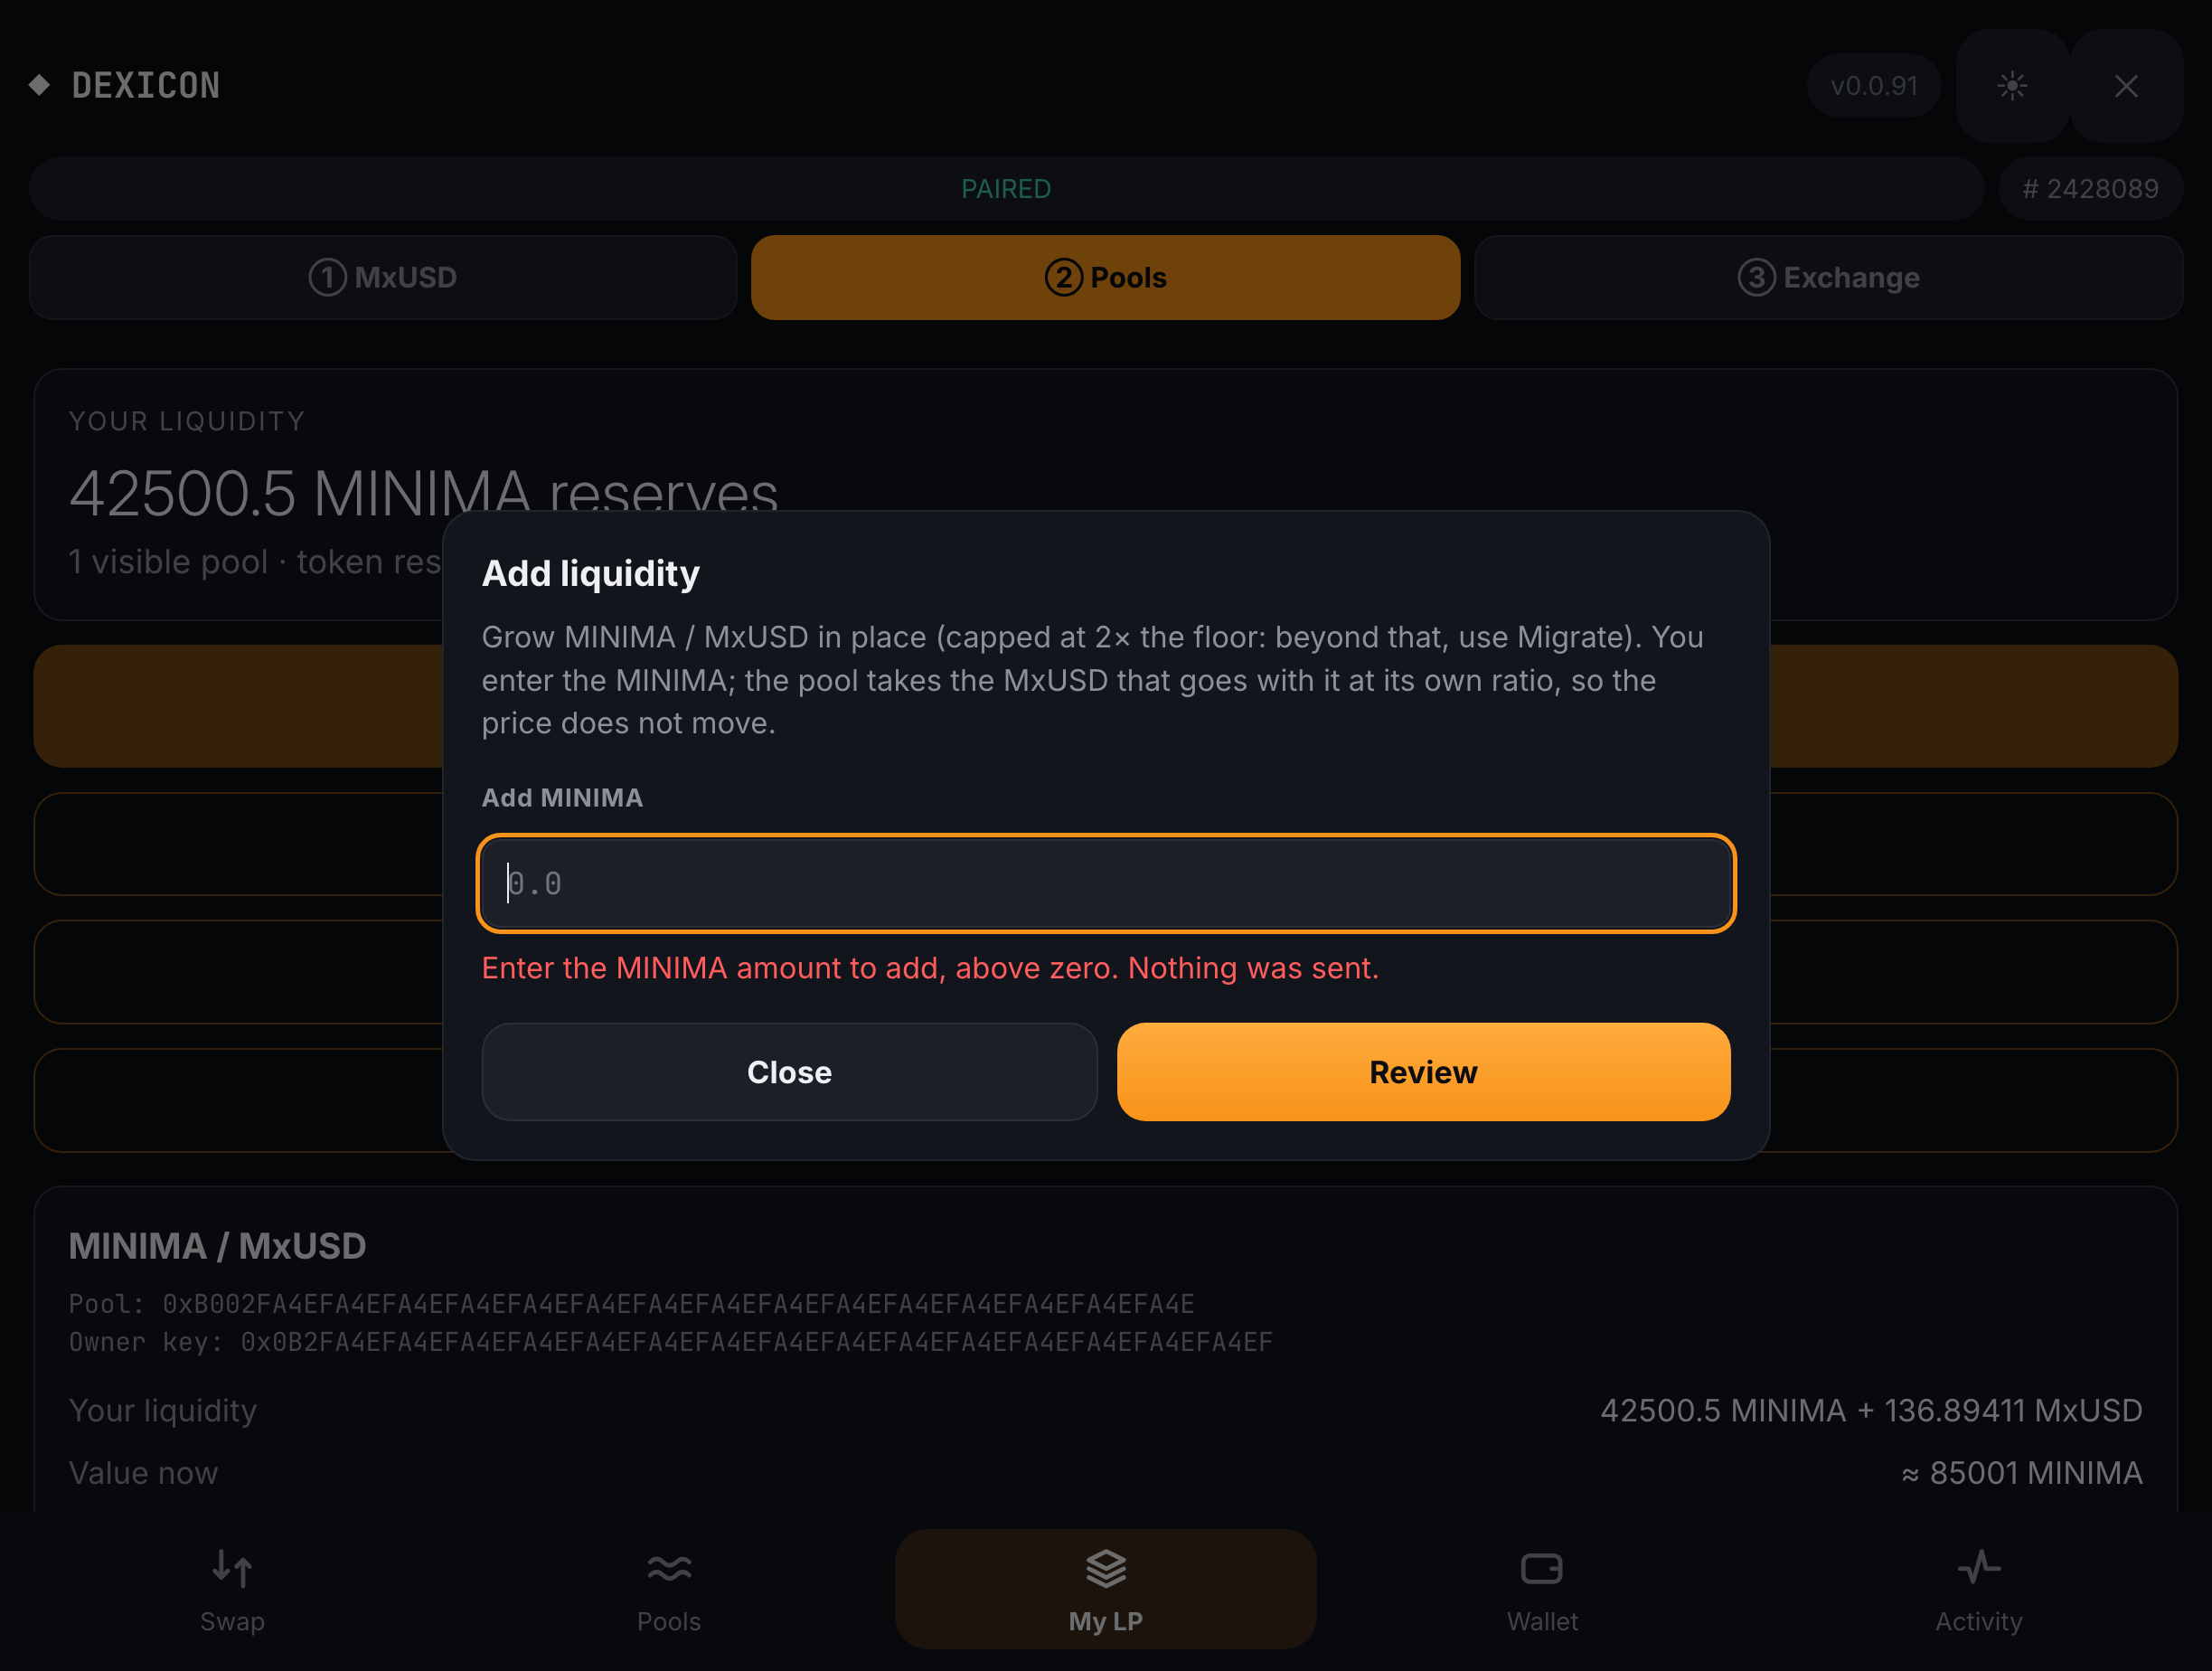 DEXICON
v0.0.91
PAIRED
# 2428089
1 MxUSD
2 Pools
3 Exchange
YOUR LIQUIDITY
42500.5 MINIMA reserves
1 visible pool · token res
Add liquidity
Grow MINIMA / MxUSD in place (capped at 2× the floor: beyond that, use Migrate). You
enter the MINIMA; the pool takes the MxUSD that goes with it at its own ratio, so the
price does not move.
Add MINIMA
0.0
Enter the MINIMA amount to add, above zero. Nothing was sent.
Close
Review
MINIMA / MxUSD
Pool: 0xB002FA4EFA4EFA4EFA4EFA4EFA4EFA4EFA4EFA4EFA4EFA4EFA4EFA4EFA4EFA4E
Owner key: 0x0B2FA4EFA4EFA4EFA4EFA4EFA4EFA4EFA4EFA4EFA4EFA4EFA4EFA4EFA4EFA4EF
Your liquidity
42500.5 MINIMA + 136.89411 MxUSD
Value now
≈ 85001 MINIMA
Swap
Pools
My LP
Wallet
Activity